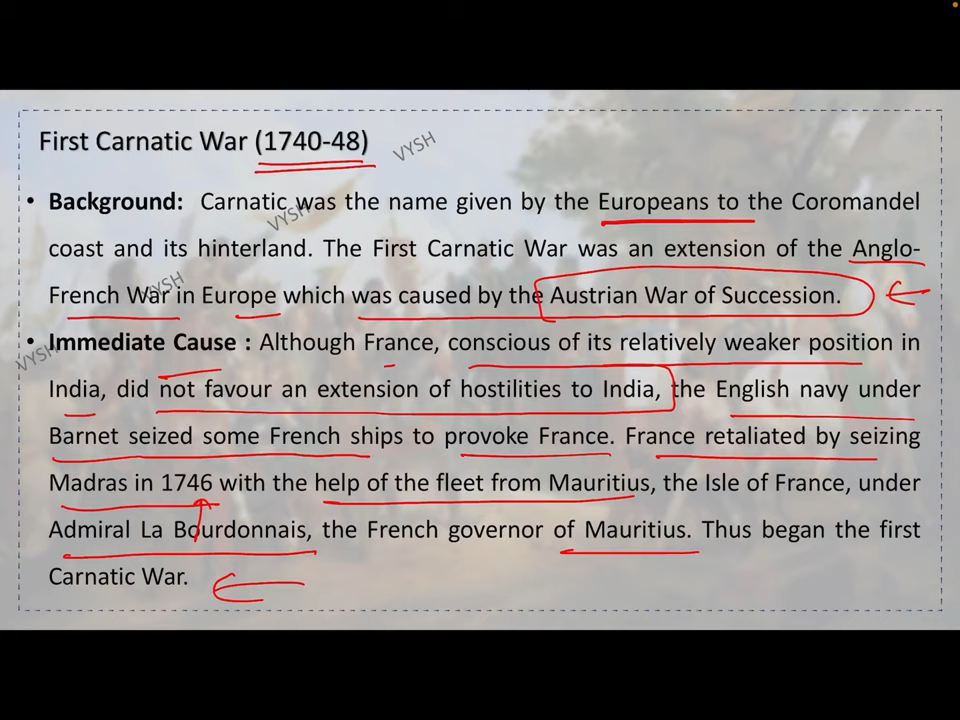 First Carnatic War (1740-48)
VYSH
• Background: Carnatic was the name given by the Europeans to the Coromandel
VYSH
coast and its hinterland. The First Carnatic War was an extension of the Anglo-
VYSH
French War in Europe which was caused by the Austrian War of Succession.
• Immediate Cause : Although France, conscious of its relatively weaker position in
VYSH
India, did not favour an extension of hostilities to India, the English navy under
Barnet seized some French ships to provoke France. France retaliated by seizing
Madras in 1746 with the help of the fleet from Mauritius, the Isle of France, under
Admiral La Bourdonnais, the French governor of Mauritius. Thus began the first
Carnatic War.